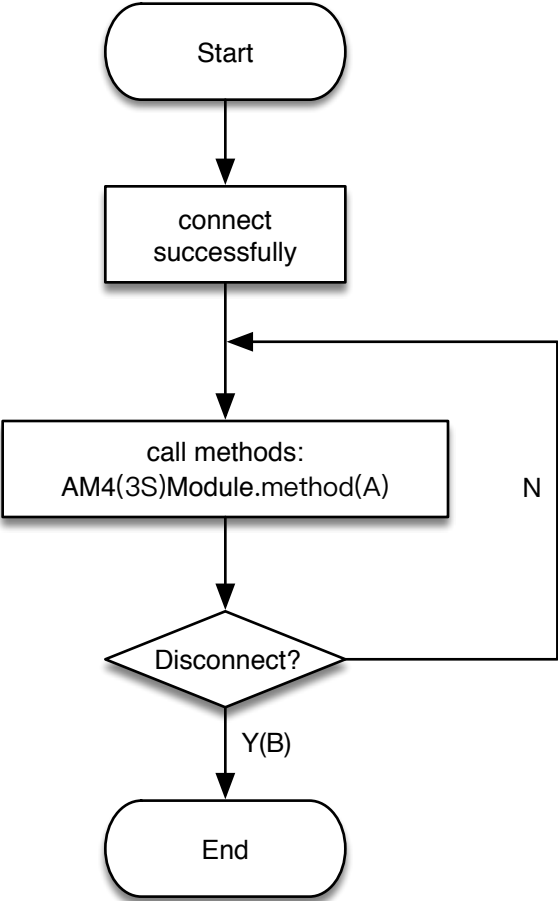 Start
connect
successfully
call methods:
AM4(3S)Module.method(A)
N
Disconnect?
Y(B)
End